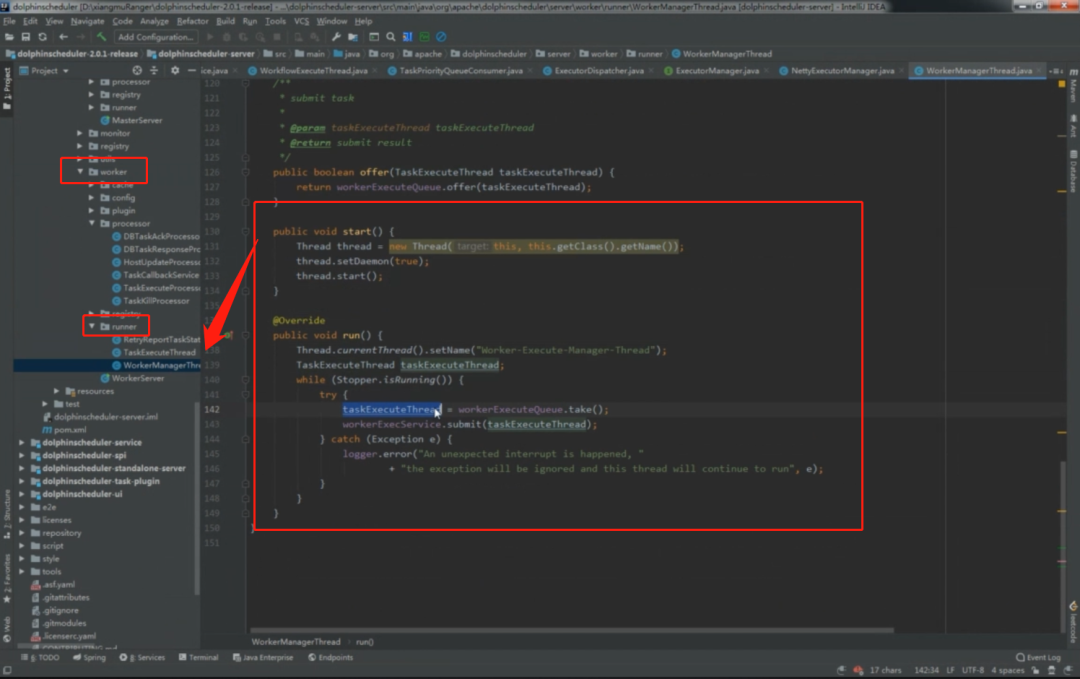 dolphinscheduler [D:\xiangmuRanger\dolphinscheduler-2.0.1-release] - ...\dolphinscheduler-server\src\main\java\org\apache\dolphinscheduler\server\worker\runner\WorkerManagerThread.java [dolphinscheduler-server] - IntelliJ IDEA
File Edit View Navigate Code Analyze Refactor Build Run Tools VCS Window Help
Add Configuration...
dolphinscheduler-2.0.1-release dolphinscheduler-server src main java org apache dolphinscheduler server worker runner WorkerManagerThread
Project
ice.java WorkflowExecuteThread.java TaskPriorityQueueConsumer.java ExecutorDispatcher.java ExecutorManager.java NettyExecutorManager.java WorkerManagerThread.java
1: Project
Maven
Ant
Database
processor
registry
runner
MasterServer
monitor
registry
utils
worker
cache
config
plugin
processor
DBTaskAckProcesso
DBTaskResponsePro
HostUpdateProcess
TaskCallbackService
TaskExecuteProcess
TaskKillProcessor
registry
runner
RetryReportTaskStat
TaskExecuteThread
WorkerManagerThr
WorkerServer
resources
test
dolphinscheduler-server.iml
pom.xml
dolphinscheduler-service
dolphinscheduler-spi
dolphinscheduler-standalone-server
dolphinscheduler-task-plugin
dolphinscheduler-ui
e2e
licenses
repository
script
style
tools
.asf.yaml
.gitattributes
.gitignore
.gitmodules
.licenserc.yaml
CONTRIBUTING.md
120 /**
121 * submit task
122 *
123 * @param taskExecuteThread taskExecuteThread
124 * @return submit result
125 */
126 public boolean offer(TaskExecuteThread taskExecuteThread) {
127 return workerExecuteQueue.offer(taskExecuteThread);
128 }
129
130 public void start() {
131 Thread thread = new Thread( target: this, this.getClass().getName());
132 thread.setDaemon(true);
133 thread.start();
134 }
135
@Override
public void run() {
138 Thread.currentThread().setName("Worker-Execute-Manager-Thread");
139 TaskExecuteThread taskExecuteThread;
140 while (Stopper.isRunning()) {
141 try {
142 taskExecuteThread = workerExecuteQueue.take();
143 workerExecService.submit(taskExecuteThread);
144 } catch (Exception e) {
145 logger.error("An unexpected interrupt is happened, "
146 + "the exception will be ignored and this thread will continue to run", e);
147 }
148 }
149 }
150 }
151
WorkerManagerThread run()
2: Structure
2: Favorites
Web
leetcode
6: TODO Spring 8: Services Terminal Java Enterprise Endpoints Event Log
17 chars 142:34 LF UTF-8 4 spaces